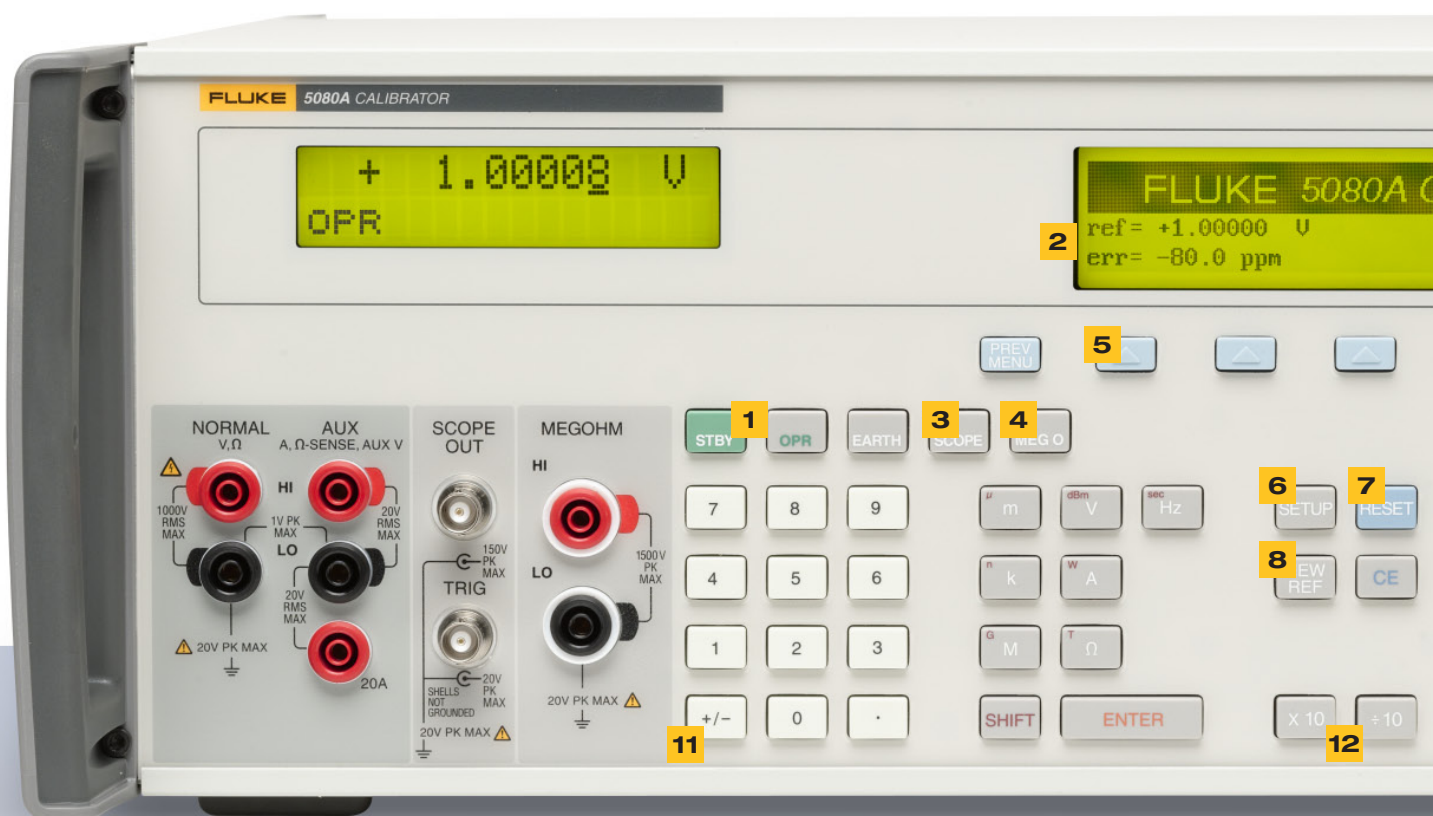 FLUKE 5080A CALIBRATOR
+ 1.00008 V
OPR
FLUKE 5080A
2
ref= +1.00000 V
err= -80.0 ppm
PREV MENU
5
NORMAL
V,Ω
AUX
A, Ω-SENSE, AUX V
HI
LO
1000V RMS MAX
1V PK MAX
20V RMS MAX
20V RMS MAX
20V PK MAX
20A
SCOPE OUT
150V PK MAX
TRIG
SHELLS NOT GROUNDED
20V PK MAX
20V PK MAX
MEGOHM
HI
LO
1500V PK MAX
20V PK MAX
STBY
1
OPR
EARTH
3
SCOPE
4
MEG O
7
8
9
µ
m
dBm
V
sec
Hz
6
SETUP
7
RESET
4
5
6
n
k
W
A
8
EW REF
CE
1
2
3
G
M
T
Ω
+/−
0
.
SHIFT
ENTER
X 10
÷10
11
12